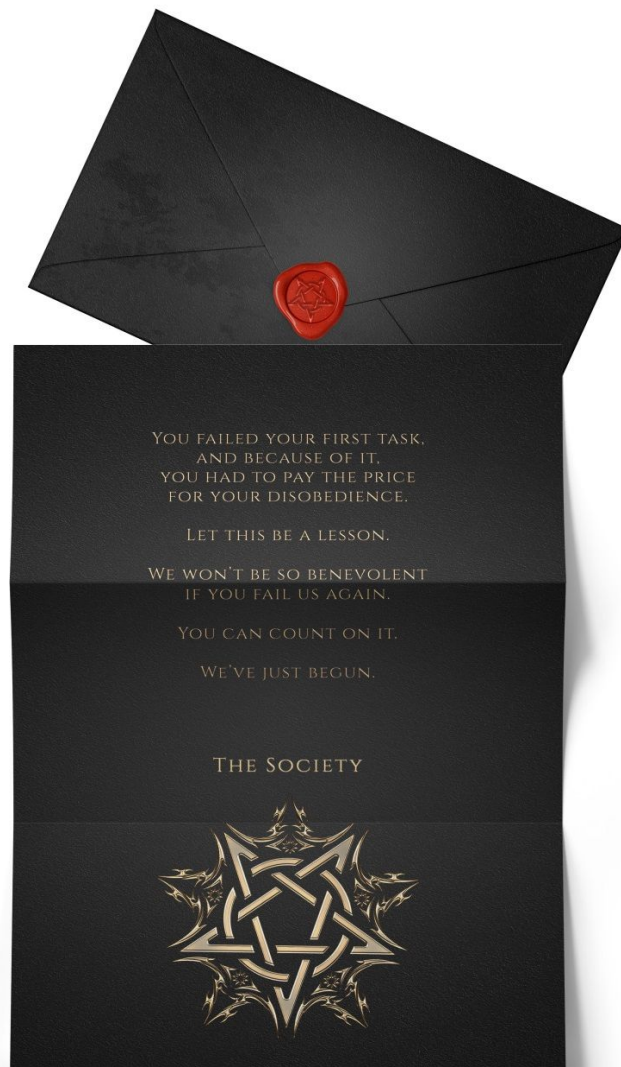 You failed your first task,
and because of it,
you had to pay the price
for your disobedience.
Let this be a lesson.
We won't be so benevolent
if you fail us again.
You can count on it.
We've just begun.
The Society